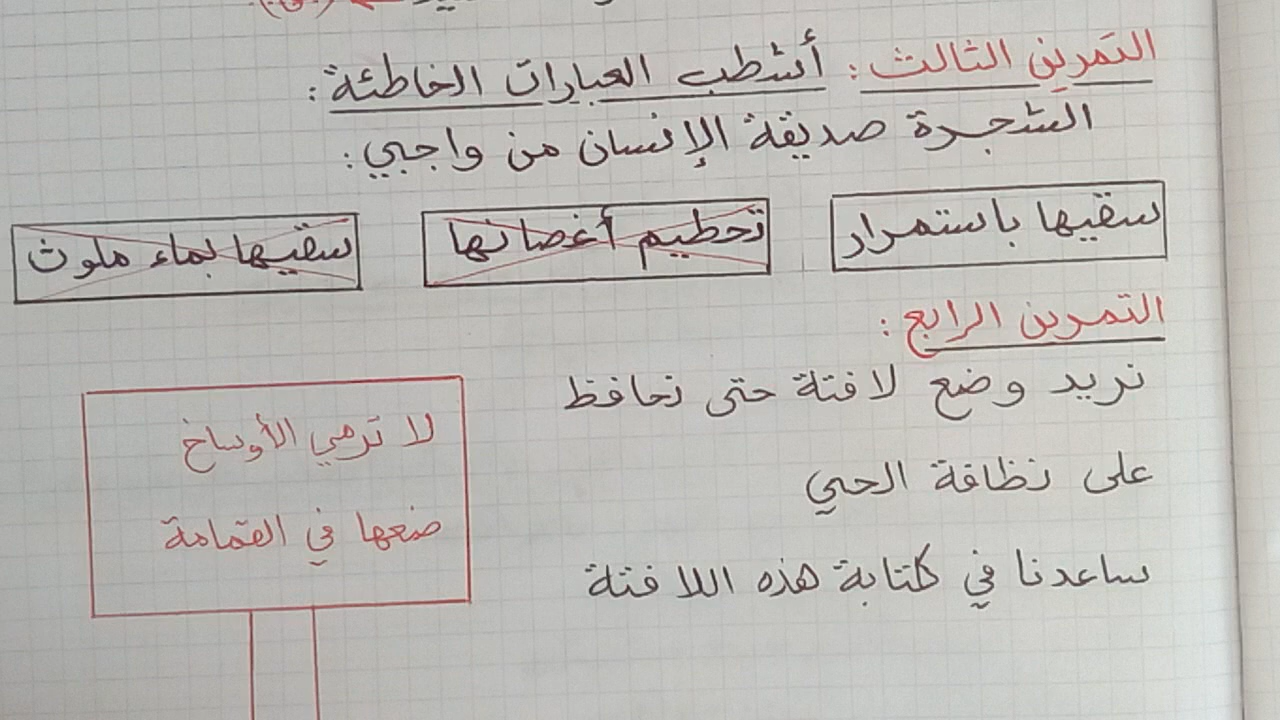 التمرين الثالث : أشطب العبارات الخاطئة :
الشجرة صديقة الإنسان من واجبي :
سقيها باستمرار
تحطيم أغصانها
سقيها بماء ملوث
التمرين الرابع :
نريد وضع لافتة حتى نحافظ
على نظافة الحي
ساعدنا في كتابة هذه اللافتة
لا ترمي الأوساخ
ضعها في القمامة